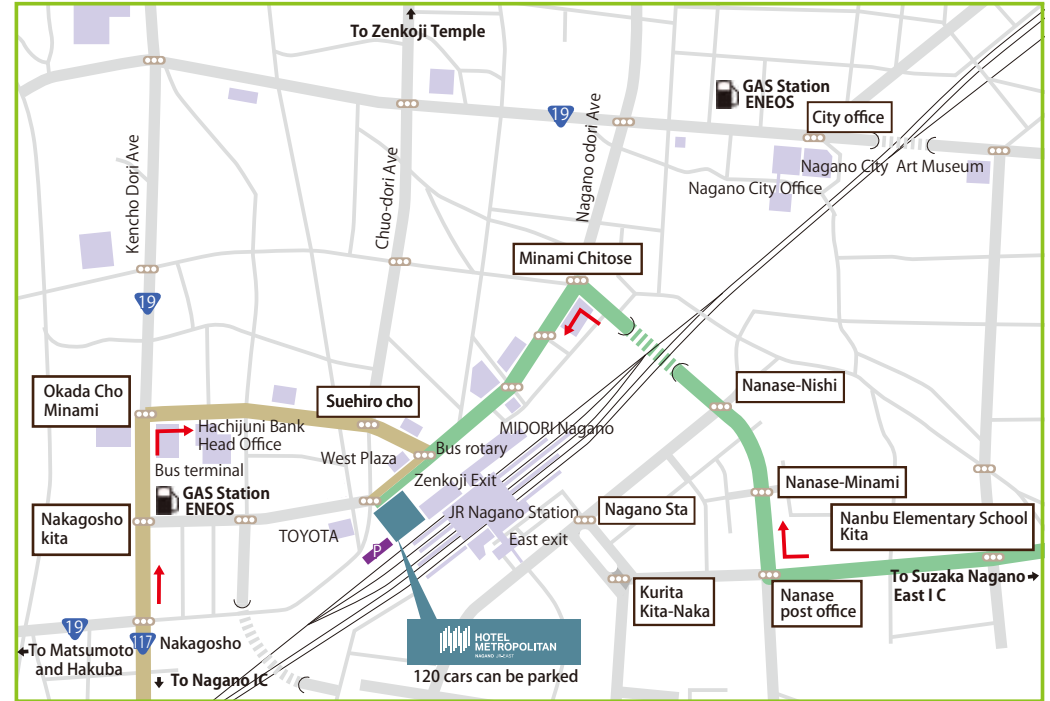 To Zenkoji Temple
GAS Station
ENEOS
City office
19
Nagano City Art Museum
Nagano City Office
Kencho Dori Ave
Chuo-dori Ave
Nagano odori Ave
Minami Chitose
19
Okada Cho
Minami
Suehiro cho
Nanase-Nishi
Hachijuni Bank
Head Office
MIDORI Nagano
Bus rotary
West Plaza
Bus terminal
Zenkoji Exit
Nanase-Minami
GAS Station
ENEOS
Nakagosho
kita
TOYOTA
JR Nagano Station
Nagano Sta
Nanbu Elementary School
Kita
East exit
P
To Suzaka Nagano
East I C
Kurita
Kita-Naka
Nanase
post office
19
117
Nakagosho
To Matsumoto
and Hakuba
To Nagano IC
HOTEL
METROPOLITAN
NAGANO JR-EAST
120 cars can be parked